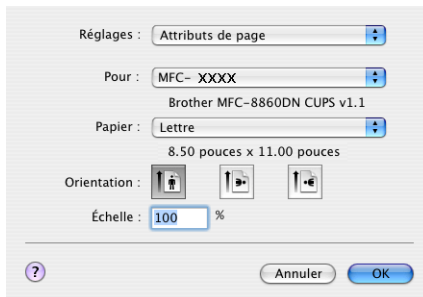 Réglages : Attributs de page
Pour : MFC- XXXX
Brother MFC-8860DN CUPS v1.1
Papier : Lettre
8.50 pouces x 11.00 pouces
Orientation :
Échelle : 100 %
? Annuler OK